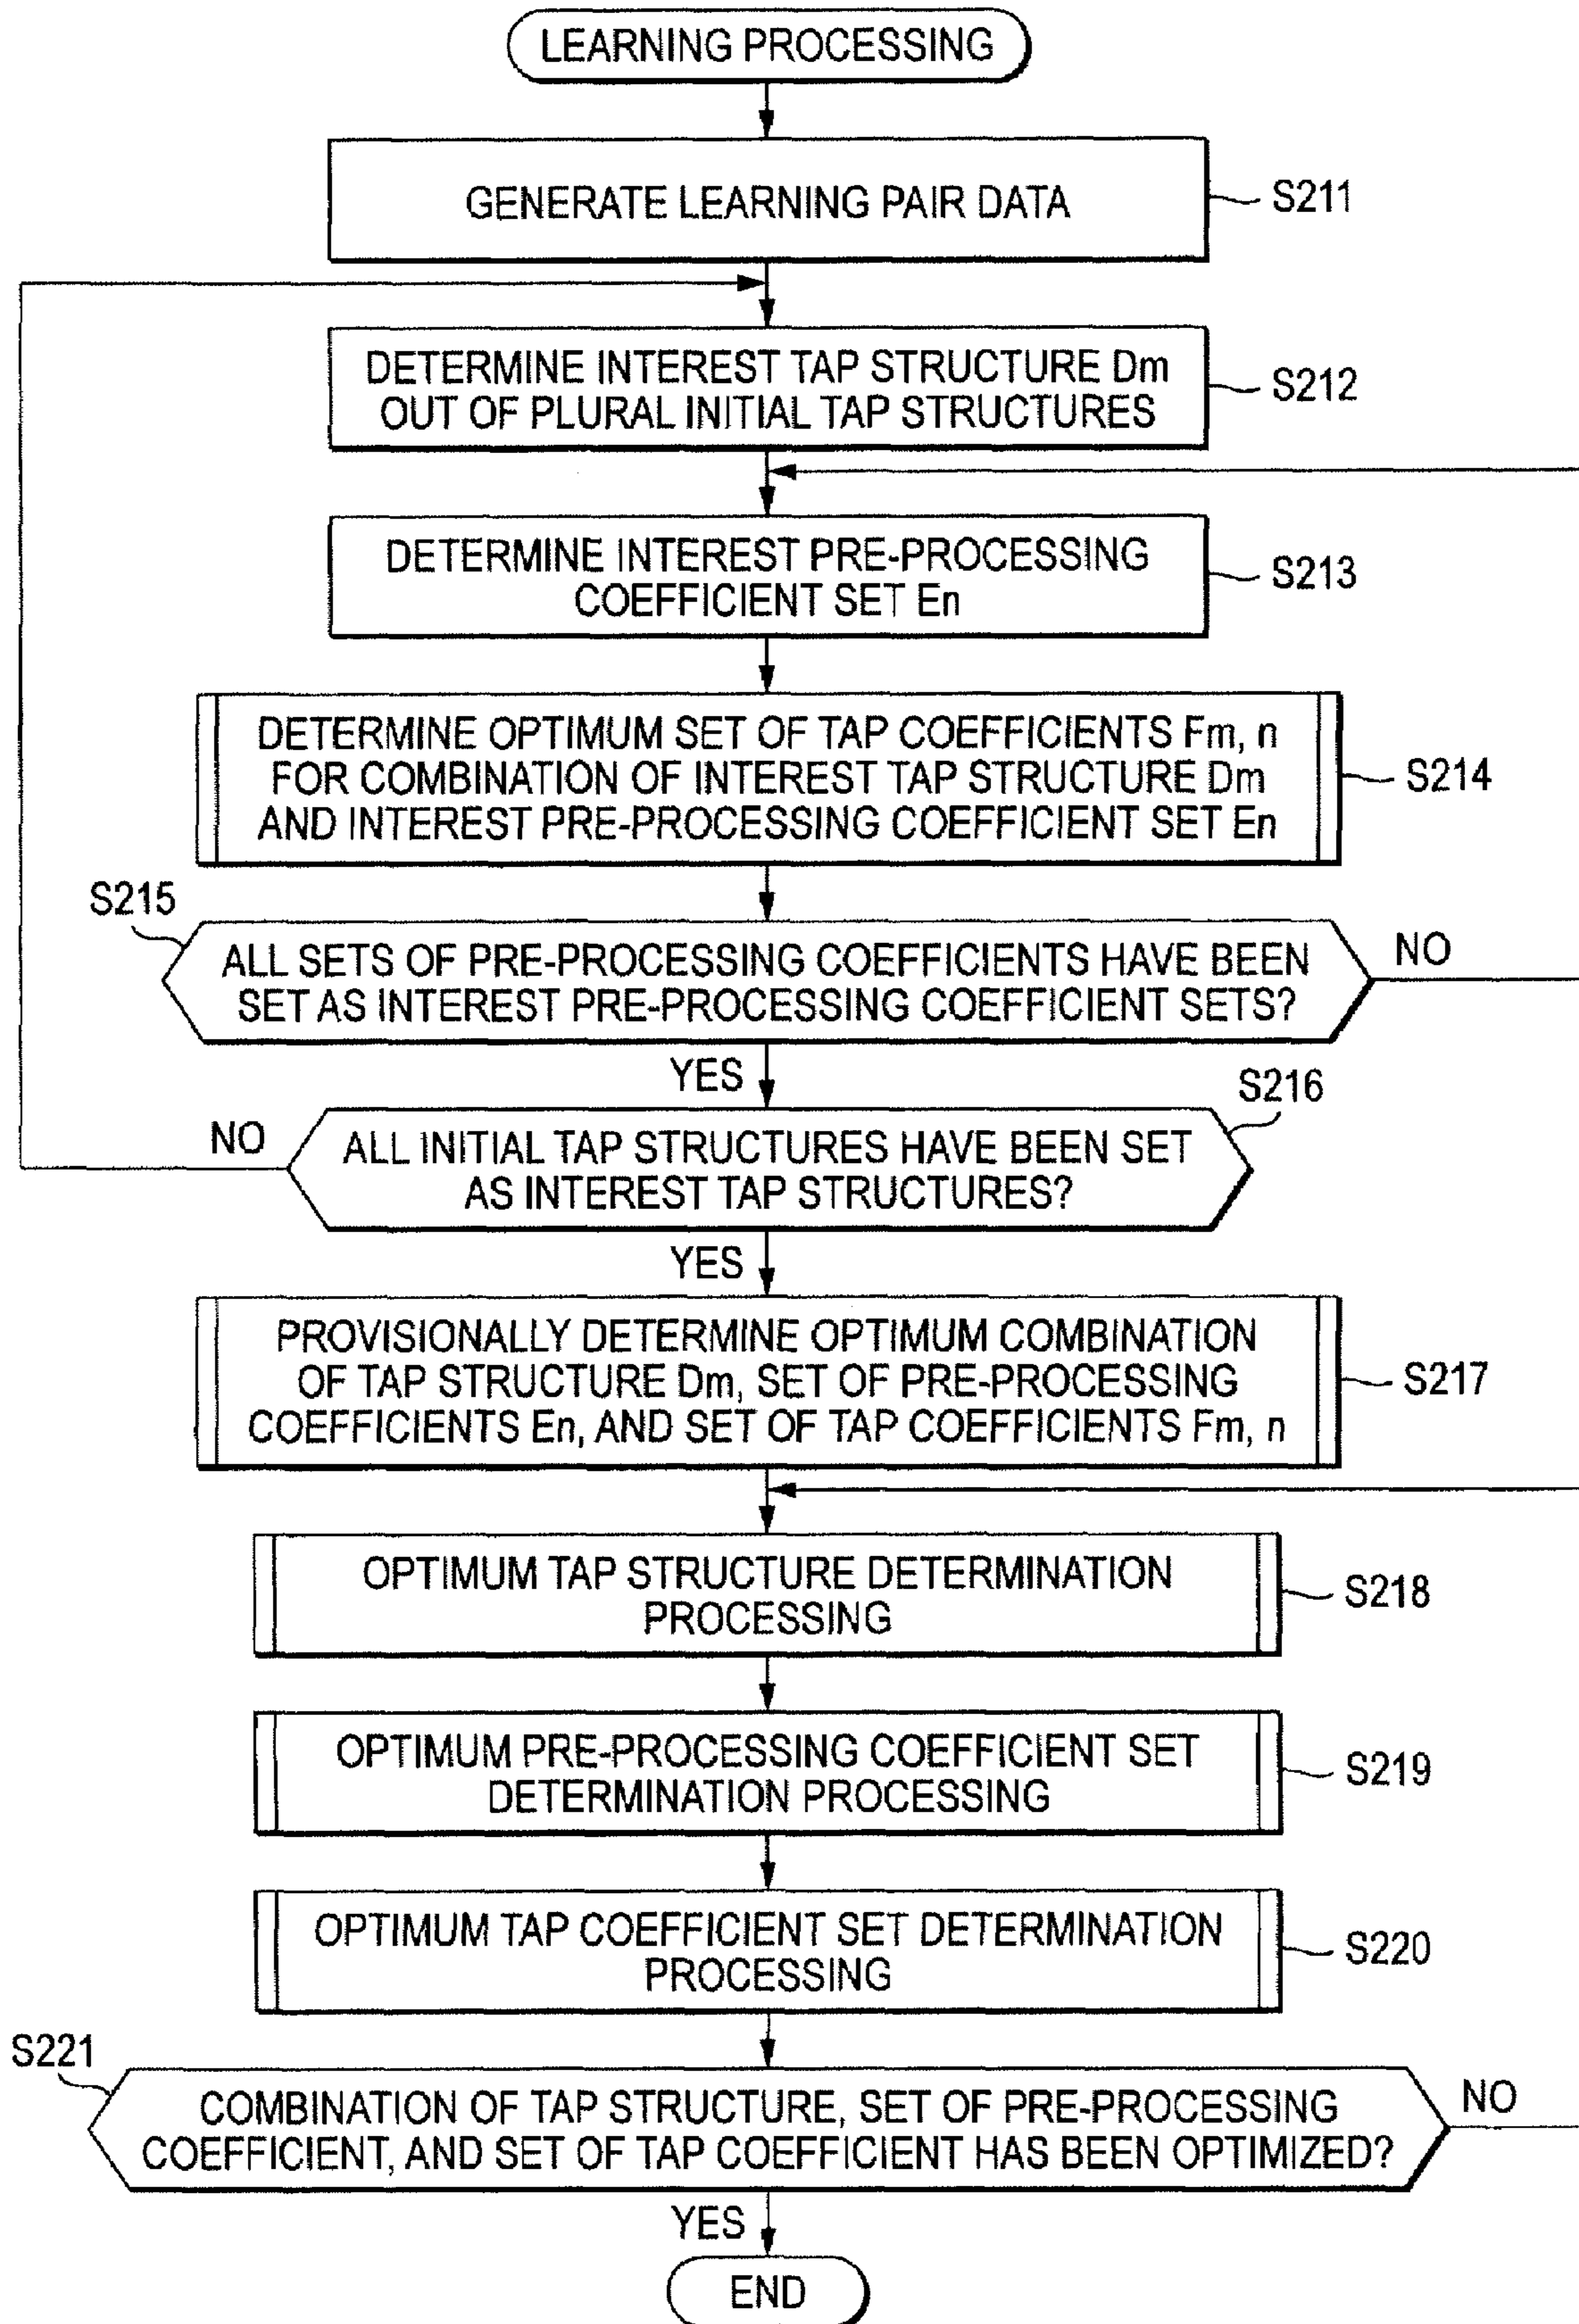 LEARNING PROCESSING
GENERATE LEARNING PAIR DATA
S211
DETERMINE INTEREST TAP STRUCTURE Dm
OUT OF PLURAL INITIAL TAP STRUCTURES
S212
DETERMINE INTEREST PRE-PROCESSING
COEFFICIENT SET En
S213
DETERMINE OPTIMUM SET OF TAP COEFFICIENTS Fm, n
FOR COMBINATION OF INTEREST TAP STRUCTURE Dm
AND INTEREST PRE-PROCESSING COEFFICIENT SET En
S214
S215
ALL SETS OF PRE-PROCESSING COEFFICIENTS HAVE BEEN
SET AS INTEREST PRE-PROCESSING COEFFICIENT SETS?
NO
YES
S216
NO
ALL INITIAL TAP STRUCTURES HAVE BEEN SET
AS INTEREST TAP STRUCTURES?
YES
PROVISIONALLY DETERMINE OPTIMUM COMBINATION
OF TAP STRUCTURE Dm, SET OF PRE-PROCESSING
COEFFICIENTS En, AND SET OF TAP COEFFICIENTS Fm, n
S217
OPTIMUM TAP STRUCTURE DETERMINATION
PROCESSING
S218
OPTIMUM PRE-PROCESSING COEFFICIENT SET
DETERMINATION PROCESSING
S219
OPTIMUM TAP COEFFICIENT SET DETERMINATION
PROCESSING
S220
S221
COMBINATION OF TAP STRUCTURE, SET OF PRE-PROCESSING
COEFFICIENT, AND SET OF TAP COEFFICIENT HAS BEEN OPTIMIZED?
NO
YES
END